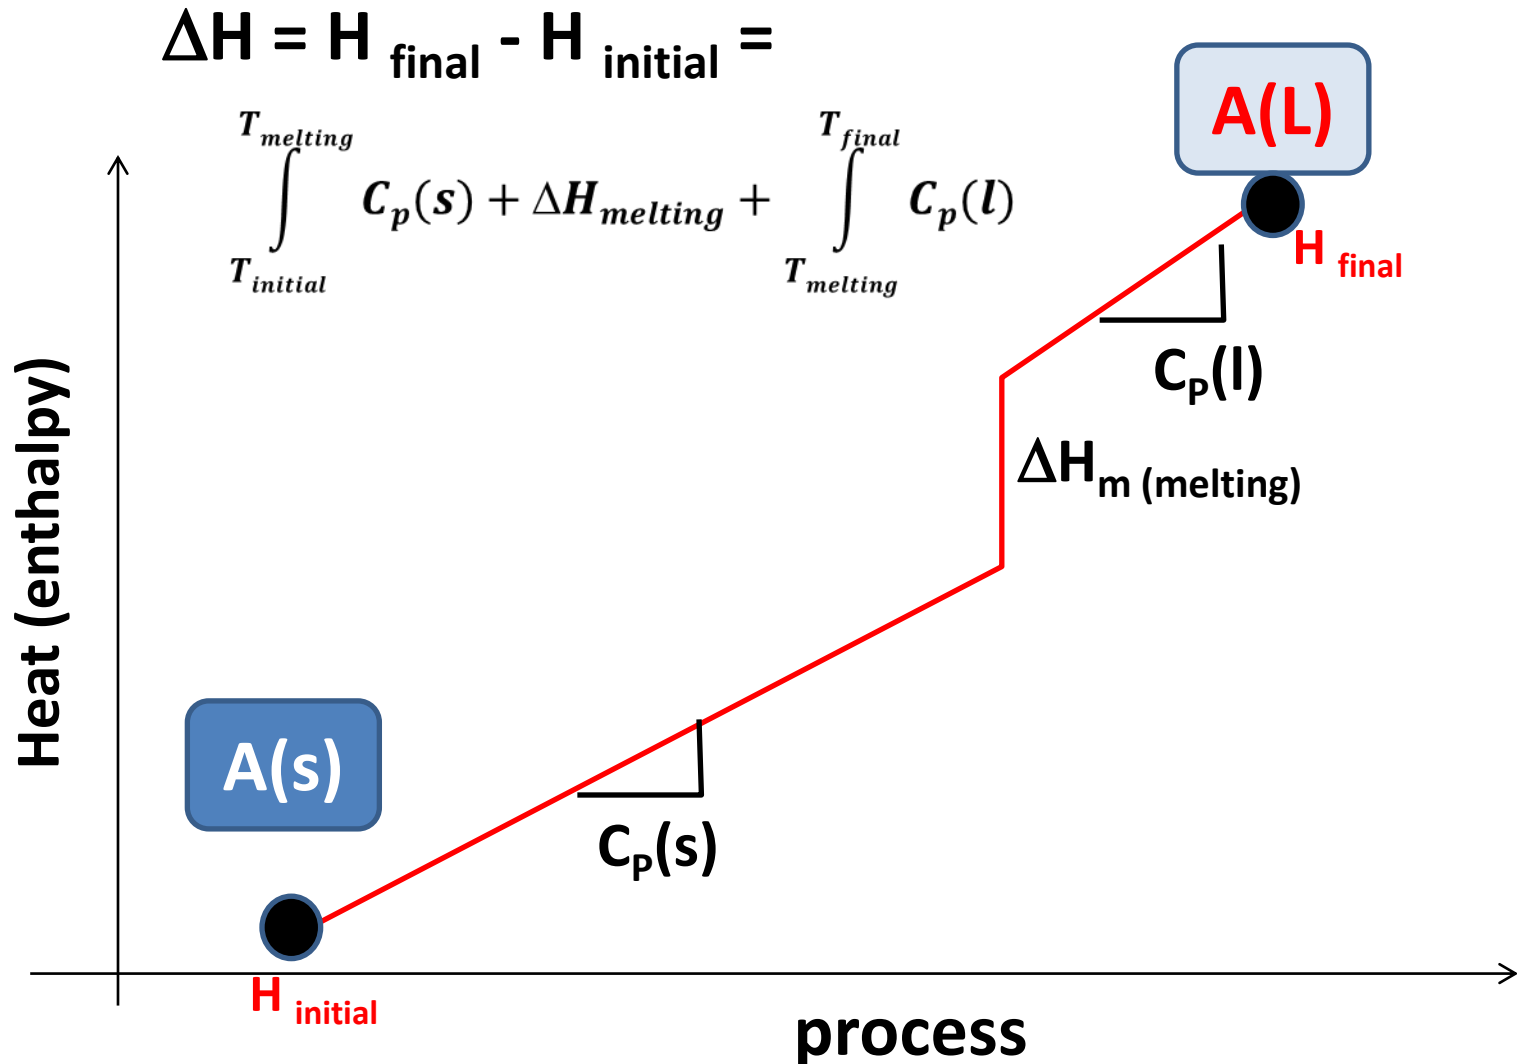 ΔH = H final - H initial =
T melting T final
∫ Cp(s) + ΔH melting + ∫ Cp(l)
T initial T melting
A(L)
H final
CP(l)
ΔHm (melting)
Heat (enthalpy)
A(s)
CP(s)
H initial
process